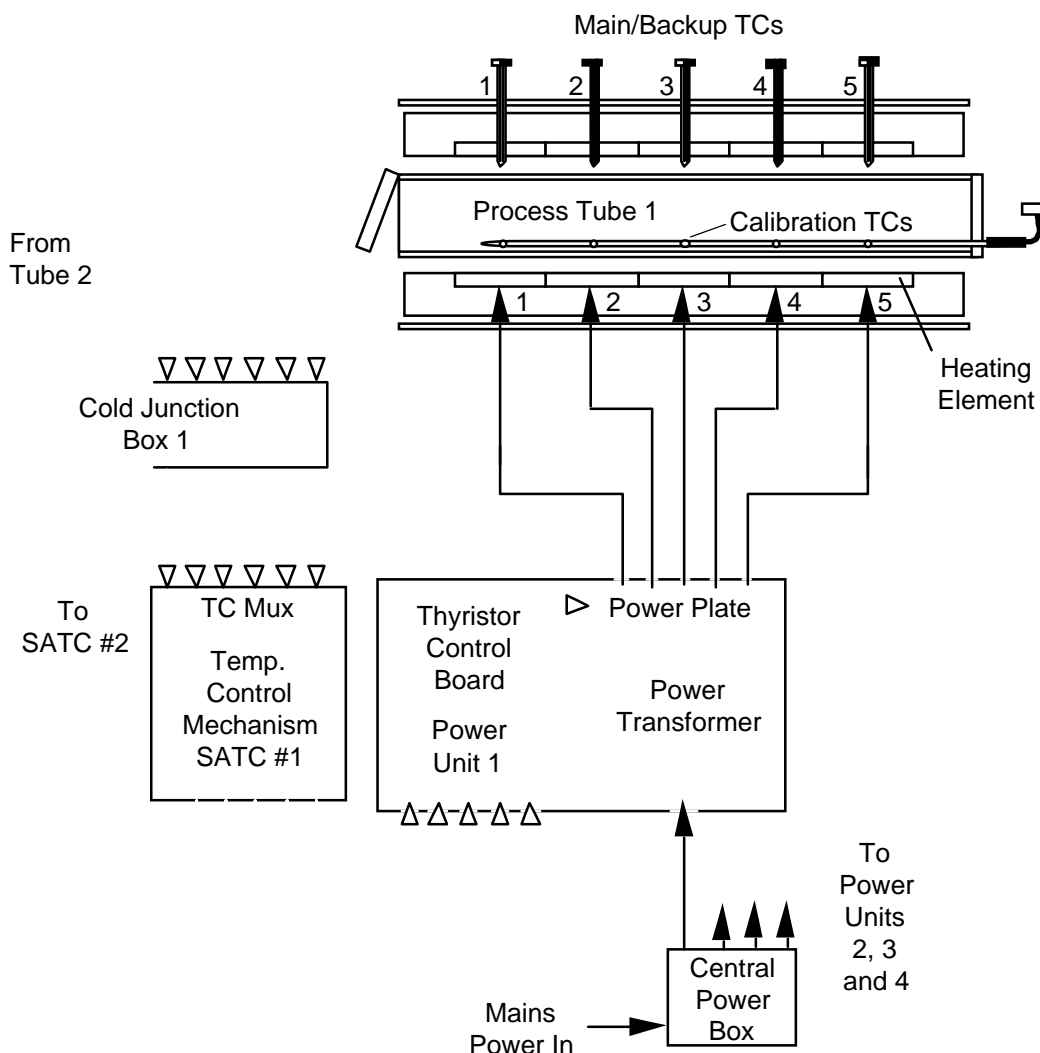 Main/Backup TCs
1
2
3
4
5
Process Tube 1
Calibration TCs
From
Tube 2
1
2
3
4
5
Heating
Element
Cold Junction
Box 1
To
SATC #2
TC Mux
Temp.
Control
Mechanism
SATC #1
Thyristor
Control
Board
Power
Unit 1
Power Plate
Power
Transformer
To
Power
Units
2, 3
and 4
Central
Power
Box
Mains
Power In